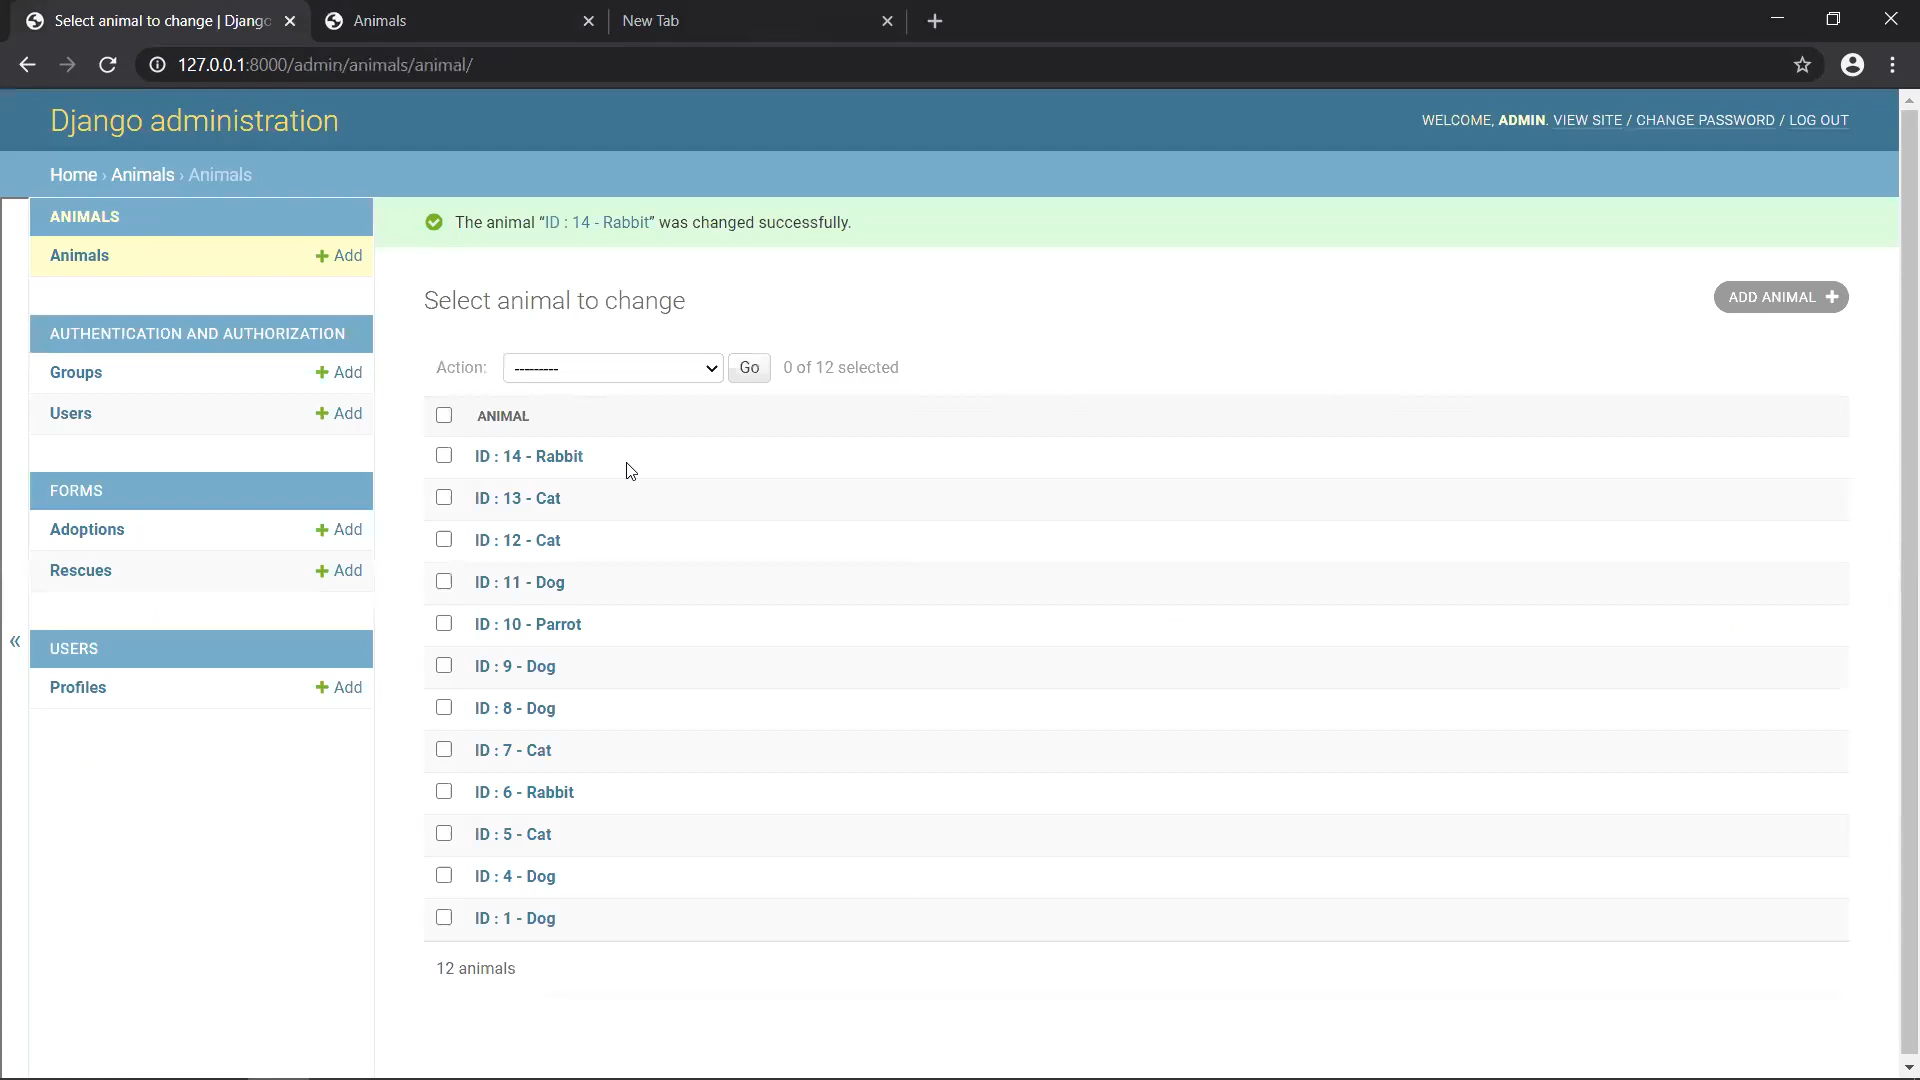 Select animal to change | Django
Animals
New Tab
127.0.0.1:8000/admin/animals/animal/
Django administration
WELCOME, ADMIN. VIEW SITE / CHANGE PASSWORD / LOG OUT
Home › Animals › Animals
ANIMALS
Animals
+ Add
AUTHENTICATION AND AUTHORIZATION
Groups
+ Add
Users
+ Add
FORMS
Adoptions
+ Add
Rescues
+ Add
«
USERS
Profiles
+ Add
The animal “ID : 14 - Rabbit” was changed successfully.
Select animal to change
ADD ANIMAL +
Action:
---------
Go
0 of 12 selected
ANIMAL
ID : 14 - Rabbit
ID : 13 - Cat
ID : 12 - Cat
ID : 11 - Dog
ID : 10 - Parrot
ID : 9 - Dog
ID : 8 - Dog
ID : 7 - Cat
ID : 6 - Rabbit
ID : 5 - Cat
ID : 4 - Dog
ID : 1 - Dog
12 animals